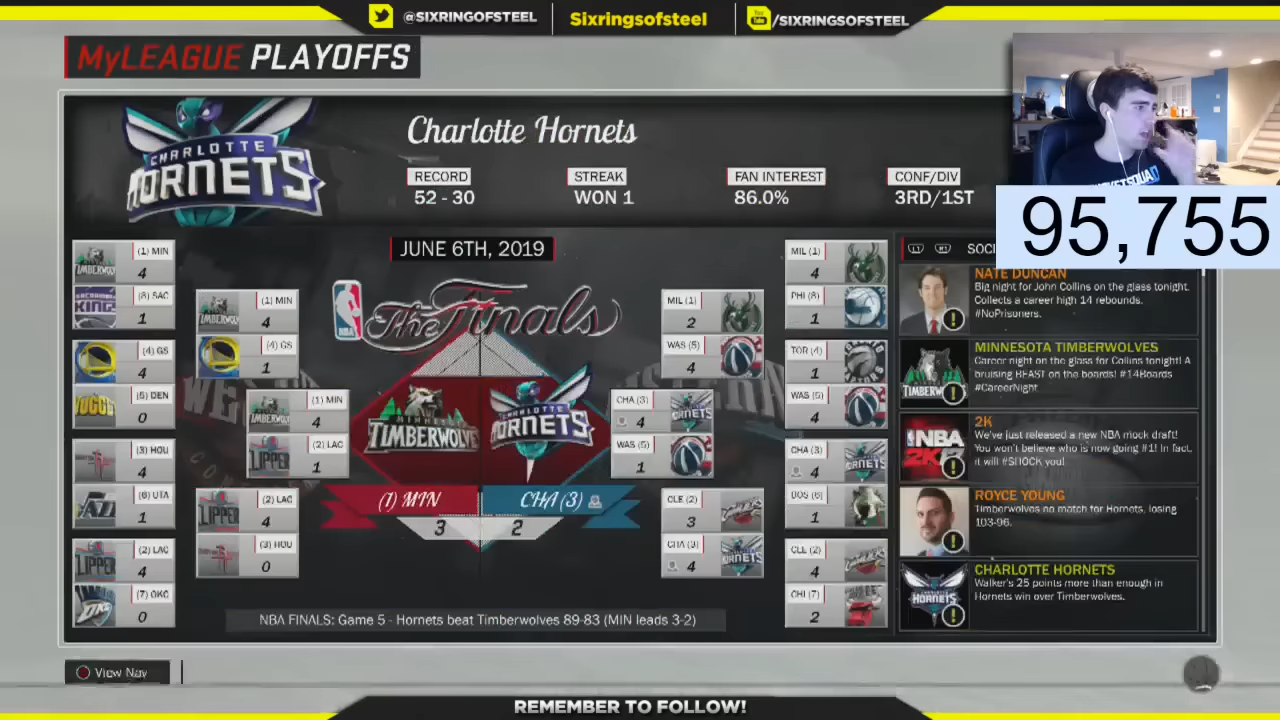 @SIXRINGSOFSTEEL
Sixringsofsteel
/SIXRINGSOFSTEEL
MyLEAGUE PLAYOFFS
CHARLOTTE
HORNETS
Charlotte Hornets
RECORD
52 - 30
STREAK
WON 1
FAN INTEREST
86.0%
CONF/DIV
3RD/1ST
95,755
JUNE 6TH, 2019
NBA
The Finals
(1) MIN
4
(8) SAC
1
(4) GS
4
(5) DEN
0
(3) HOU
4
(6) UTA
1
(2) LAC
4
(7) OKC
0
(1) MIN
4
(4) GS
1
(2) LAC
4
(3) HOU
0
(1) MIN
4
(2) LAC
1
MINNESOTA
TIMBERWOLVES
CHARLOTTE
HORNETS
(1) MIN
3
CHA (3)
2
CHA (3)
4
WAS (5)
1
MIL (1)
2
WAS (5)
4
CLE (2)
3
CHA (3)
4
MIL (1)
4
PHI (8)
1
TOR (4)
1
WAS (5)
4
CHA (3)
4
BOS (6)
1
CLE (2)
4
CHI (7)
2
NBA FINALS: Game 5 - Hornets beat Timberwolves 89-83 (MIN leads 3-2)
L1
R1
SOCI
NATE DUNCAN
Big night for John Collins on the glass tonight.
Collects a career high 14 rebounds.
#NoPrisoners.
MINNESOTA TIMBERWOLVES
Career night on the glass for Collins tonight! A
bruising BEAST on the boards! #14Boards
#CareerNight
2K
We've just released a new NBA mock draft!
You won't believe who is now going #1! In fact,
it will #SHOCK you!
ROYCE YOUNG
Timberwolves no match for Hornets, losing
103-96.
CHARLOTTE HORNETS
Walker's 25 points more than enough in
Hornets win over Timberwolves.
View Nav
REMEMBER TO FOLLOW!